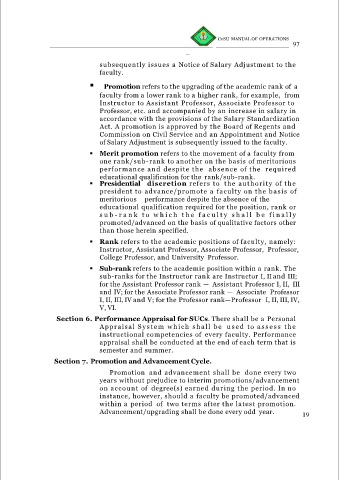 CvSU MANUAL OF OPERATIONS
97
subsequently issues a Notice of Salary Adjustment to the
faculty.
▪ Promotion refers to the upgrading of the academic rank of a
faculty from a lower rank to a higher rank, for example, from
Instructor to Assistant Professor, Associate Professor to
Professor, etc. and accompanied by an increase in salary in
accordance with the provisions of the Salary Standardization
Act. A promotion is approved by the Board of Regents and
Commission on Civil Service and an Appointment and Notice
of Salary Adjustment is subsequently issued to the faculty.
▪ Merit promotion refers to the movement of a faculty from
one rank/sub-rank to another on the basis of meritorious
performance and despite the absence of the required
educational qualification for the rank/sub-rank.
▪ Presidential discretion refers to the authority of the
president to advance/promote a faculty on the basis of
meritorious performance despite the absence of the
educational qualification required for the position, rank or
sub-rank to which the faculty shall be finally
promoted/advanced on the basis of qualitative factors other
than those herein specified.
▪ Rank refers to the academic positions of faculty, namely:
Instructor, Assistant Professor, Associate Professor, Professor,
College Professor, and University Professor.
▪ Sub-rank refers to the academic position within a rank. The
sub-ranks for the Instructor rank are Instructor I, II and III;
for the Assistant Professor rank — Assistant Professor I, II, III
and IV; for the Associate Professor rank — Associate Professor
I, II, III, IV and V; for the Professor rank—Professor I, II, III, IV,
V, VI.
Section 6. Performance Appraisal for SUCs. There shall be a Personal
Appraisal System which shall be used to assess the
instructional competencies of every faculty. Performance
appraisal shall be conducted at the end of each term that is
semester and summer.
Section 7. Promotion and Advancement Cycle.
Promotion and advancement shall be done every two
years without prejudice to interim promotions/advancement
on account of degree(s) earned during the period. In no
instance, however, should a faculty be promoted/advanced
within a period of two terms after the latest promotion.
Advancement/upgrading shall be done every odd year.
19